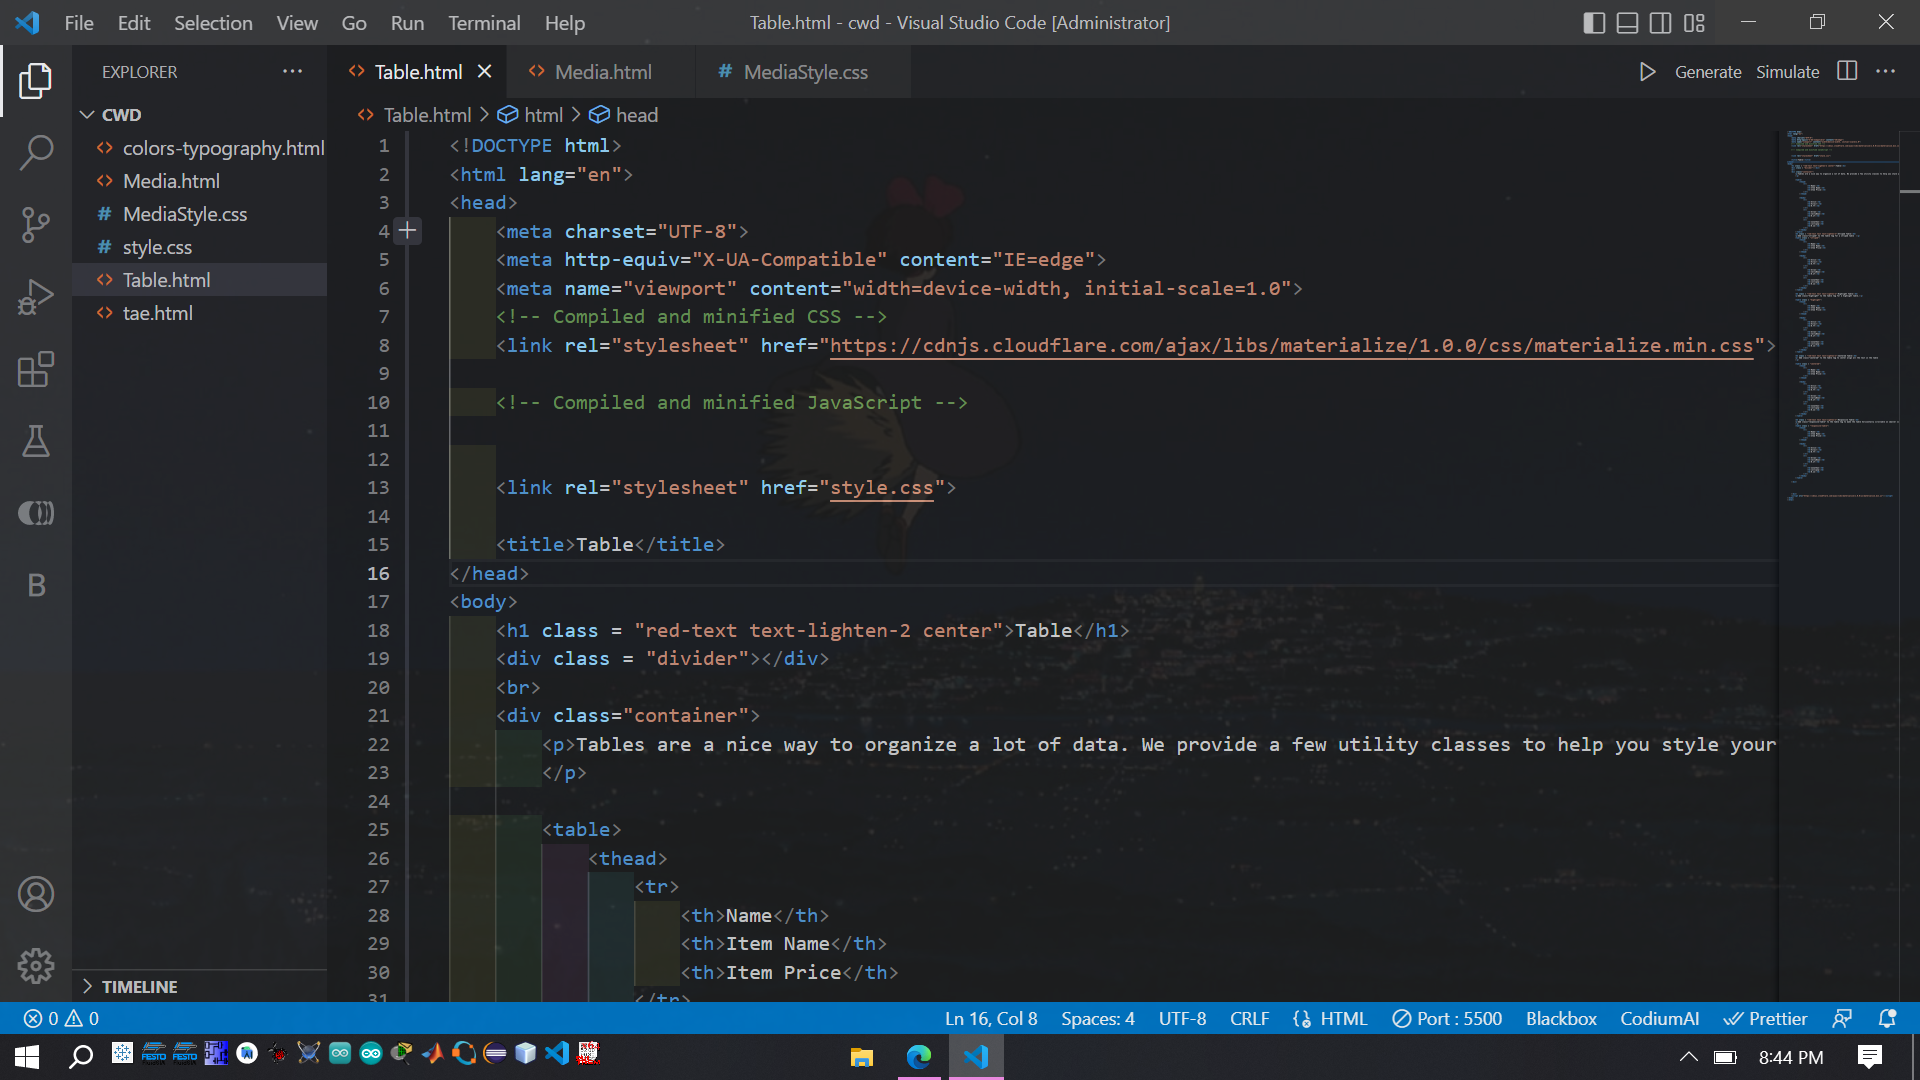 File Edit Selection View Go Run Terminal Help
Table.html - cwd - Visual Studio Code [Administrator]
EXPLORER
Table.html
Media.html
# MediaStyle.css
Generate Simulate
CWD
colors-typography.html
Media.html
# MediaStyle.css
# style.css
Table.html
tae.html
TIMELINE
Table.html > html > head
1 <!DOCTYPE html>
2 <html lang="en">
3 <head>
4 <meta charset="UTF-8">
5 <meta http-equiv="X-UA-Compatible" content="IE=edge">
6 <meta name="viewport" content="width=device-width, initial-scale=1.0">
7 <!-- Compiled and minified CSS -->
8 <link rel="stylesheet" href="https://cdnjs.cloudflare.com/ajax/libs/materialize/1.0.0/css/materialize.min.css">
9
10 <!-- Compiled and minified JavaScript -->
11
12
13 <link rel="stylesheet" href="style.css">
14
15 <title>Table</title>
16 </head>
17 <body>
18 <h1 class = "red-text text-lighten-2 center">Table</h1>
19 <div class = "divider"></div>
20 <br>
21 <div class="container">
22 <p>Tables are a nice way to organize a lot of data. We provide a few utility classes to help you style your
23 </p>
24
25 <table>
26 <thead>
27 <tr>
28 <th>Name</th>
29 <th>Item Name</th>
30 <th>Item Price</th>
31 </tr>
0 0
Ln 16, Col 8 Spaces: 4 UTF-8 CRLF HTML Port : 5500 Blackbox CodiumAI Prettier
B
FESTO FESTO
8:44 PM